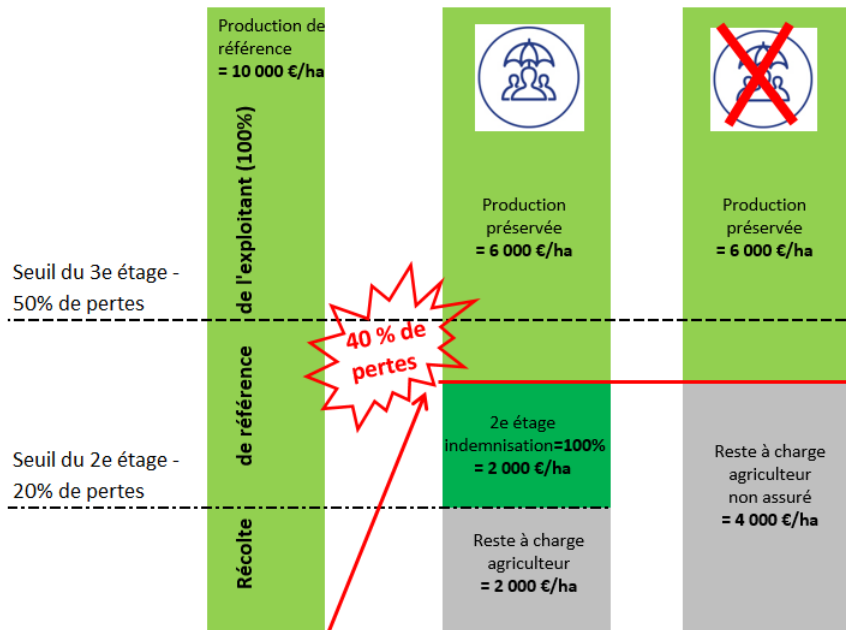 Production de
référence
= 10 000 €/ha
Récolte de référence de l'exploitant (100%)
Seuil du 3e étage -
50% de pertes
Seuil du 2e étage -
20% de pertes
40 % de
pertes
Production
préservée
= 6 000 €/ha
2e étage
indemnisation=100%
= 2 000 €/ha
Reste à charge
agriculteur
= 2 000 €/ha
Production
préservée
= 6 000 €/ha
Reste à charge
agriculteur
non assuré
= 4 000 €/ha